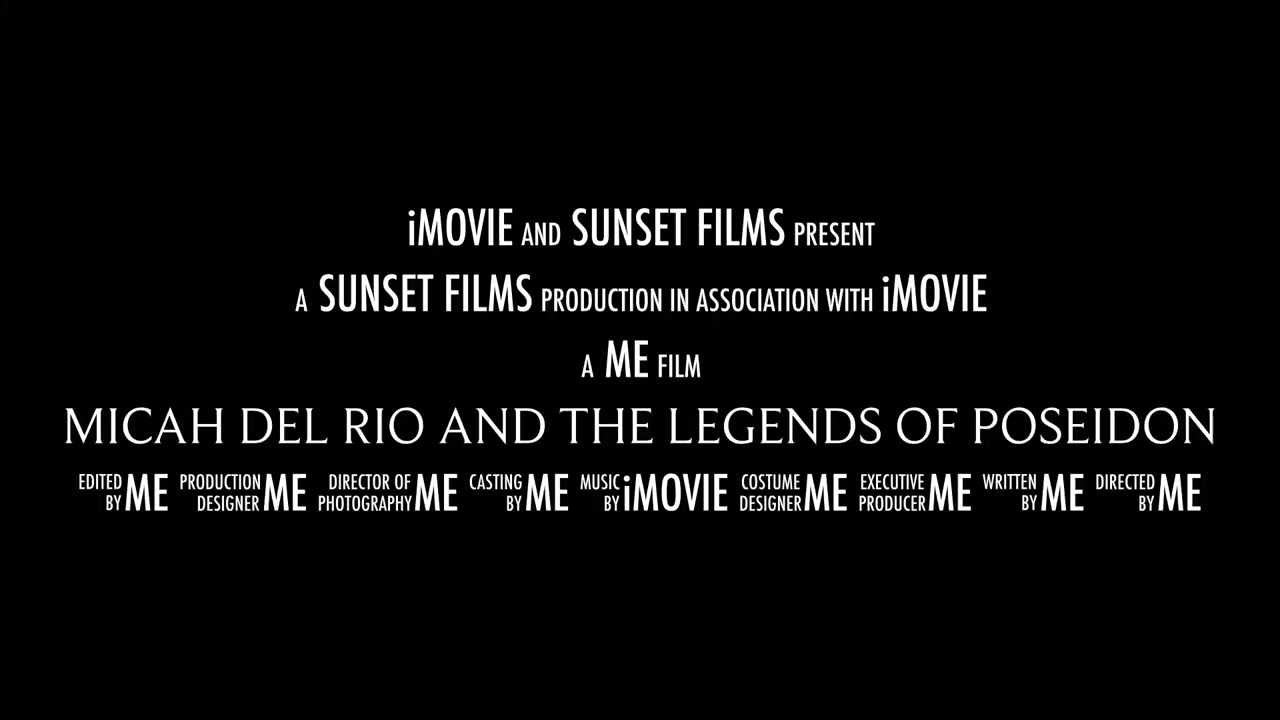 iMOVIE AND SUNSET FILMS PRESENT
A SUNSET FILMS PRODUCTION IN ASSOCIATION WITH iMOVIE
A ME FILM
MICAH DEL RIO AND THE LEGENDS OF POSEIDON
EDITED BY ME PRODUCTION DESIGNER ME DIRECTOR OF PHOTOGRAPHY ME CASTING BY ME MUSIC BY iMOVIE COSTUME DESIGNER ME EXECUTIVE PRODUCER ME WRITTEN BY ME DIRECTED BY ME